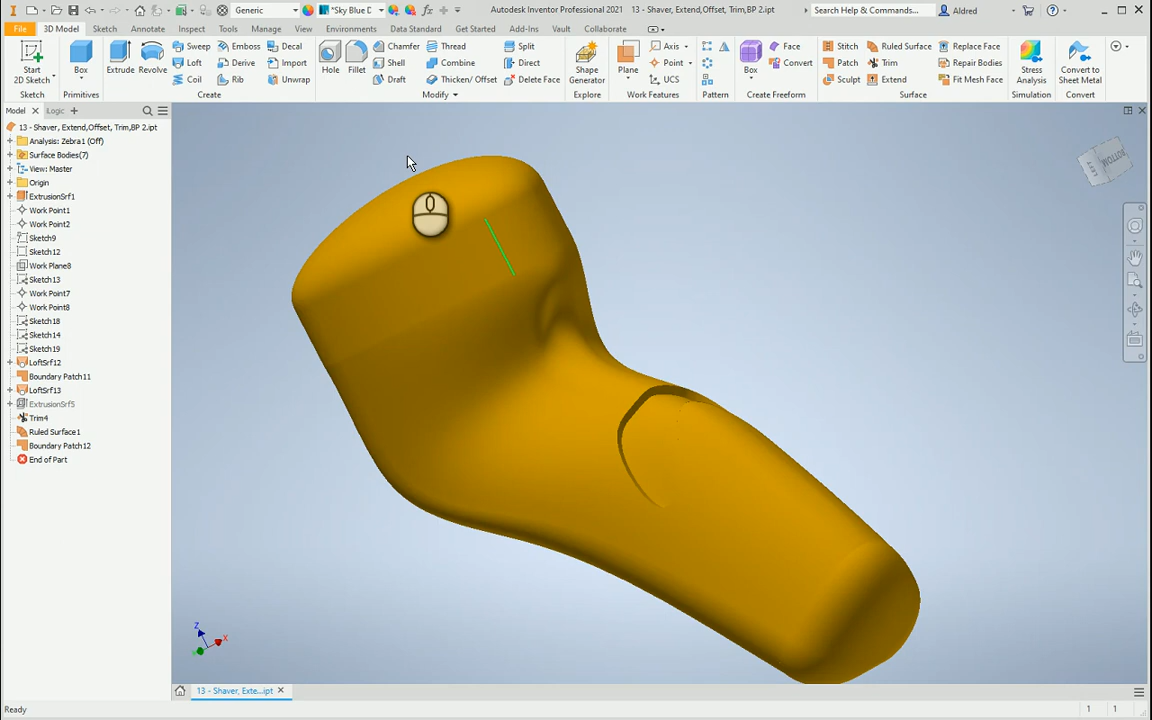 Generic
*Sky Blue D
Autodesk Inventor Professional 2021
13 - Shaver, Extend,Offset, Trim,BP 2.ipt
Search Help & Commands...
Aldred
File
3D Model
Sketch
Annotate
Inspect
Tools
Manage
View
Environments
Data Standard
Get Started
Add-Ins
Vault
Collaborate
Start
2D Sketch
Sketch
Box
Primitives
Extrude
Revolve
Sweep
Loft
Coil
Emboss
Derive
Rib
Decal
Import
Unwrap
Create
Hole
Fillet
Chamfer
Shell
Draft
Thread
Combine
Thicken/ Offset
Split
Direct
Delete Face
Modify
Shape
Generator
Explore
Plane
Axis
Point
UCS
Work Features
Pattern
Box
Face
Convert
Create Freeform
Stitch
Patch
Sculpt
Ruled Surface
Trim
Extend
Replace Face
Repair Bodies
Fit Mesh Face
Surface
Stress
Analysis
Simulation
Convert to
Sheet Metal
Convert
Model
Logic
13 - Shaver, Extend,Offset, Trim,BP 2.ipt
Analysis: Zebra1 (Off)
Surface Bodies(7)
View: Master
Origin
ExtrusionSrf1
Work Point1
Work Point2
Sketch9
Sketch12
Work Plane8
Sketch13
Work Point7
Work Point8
Sketch18
Sketch14
Sketch19
LoftSrf12
Boundary Patch11
LoftSrf13
ExtrusionSrf5
Trim4
Ruled Surface1
Boundary Patch12
End of Part
LEFT
BOTTOM
Z
X
13 - Shaver, Exte...ipt
Ready
1
1